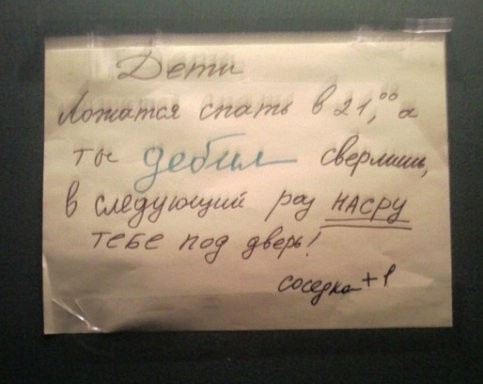 Дети
Ложатся спать в 21,⁰⁰ а
ты дебил сверлишь,
в следующий раз НАСРУ
тебе под дверь!
соседка +1